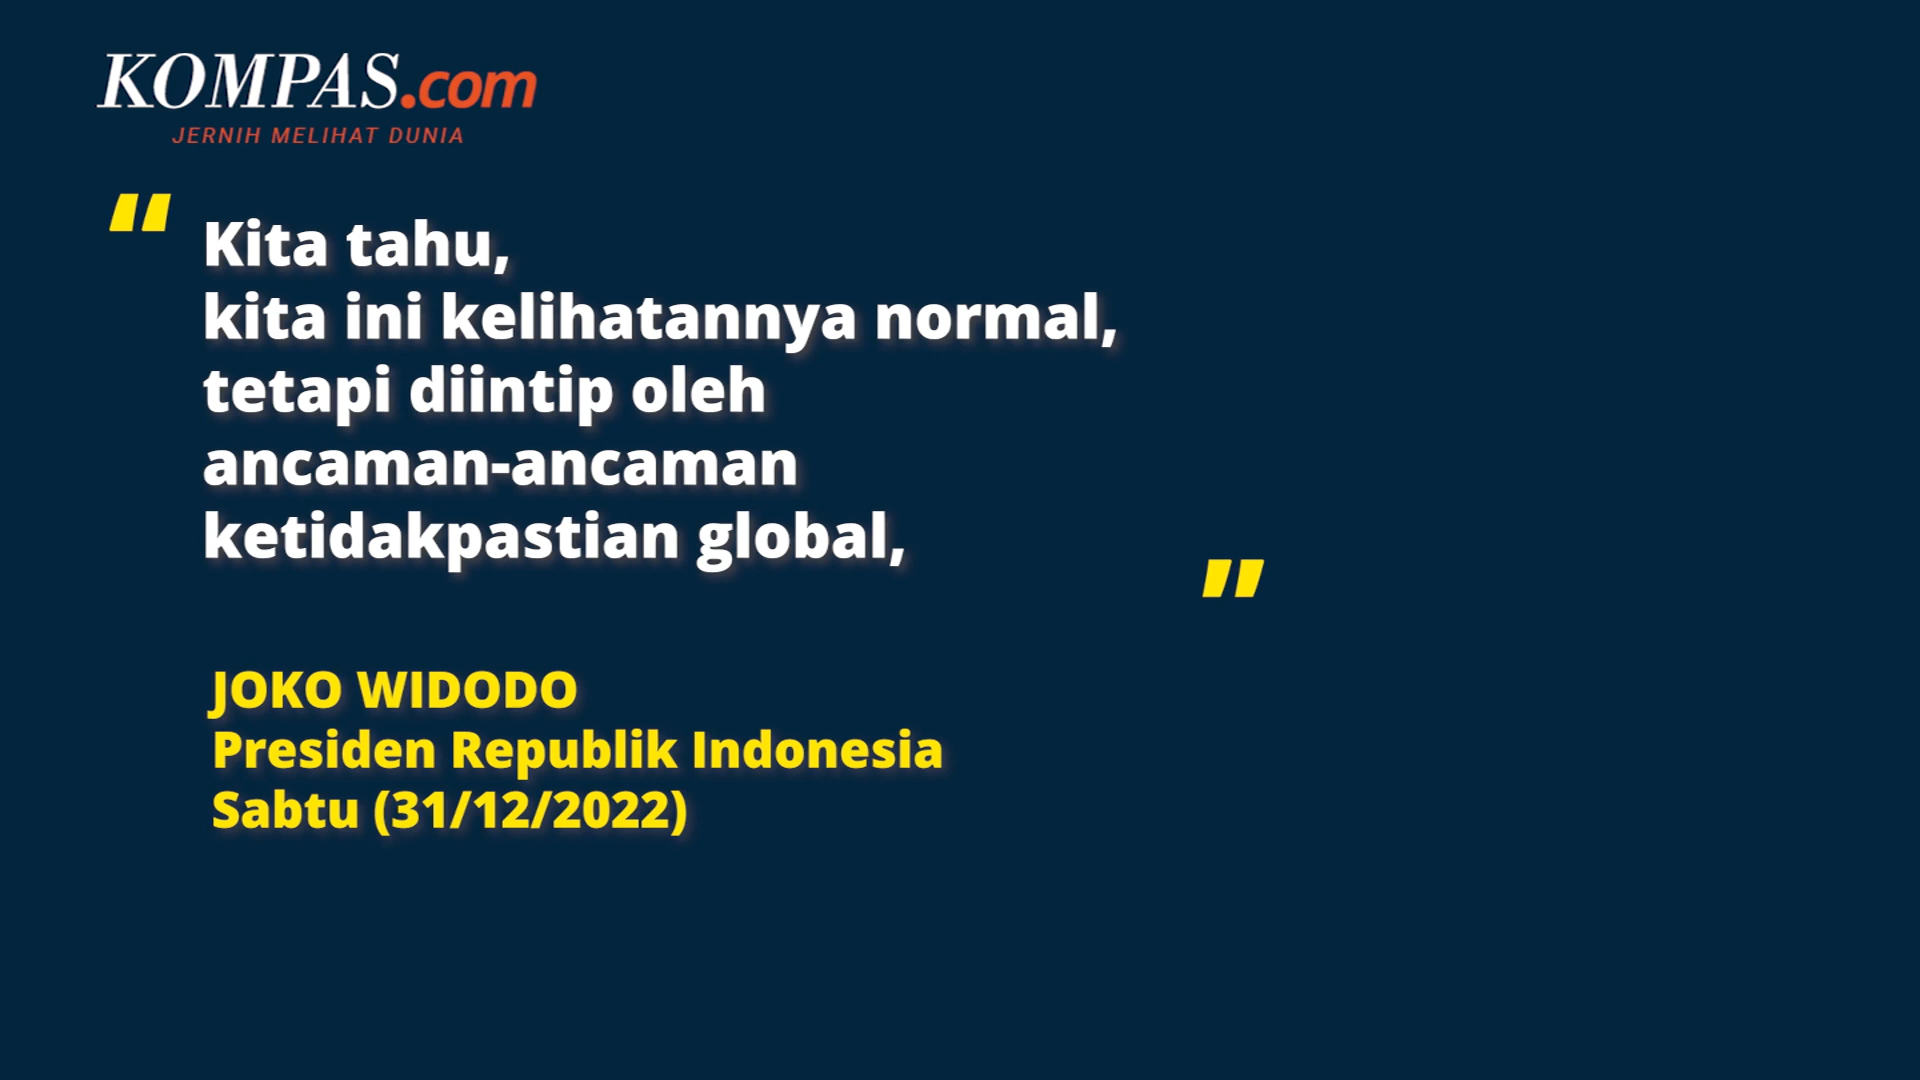 KOMPAS.com
JERNIH MELIHAT DUNIA
“ Kita tahu,
kita ini kelihatannya normal,
tetapi diintip oleh
ancaman-ancaman
ketidakpastian global,
”
JOKO WIDODO
Presiden Republik Indonesia
Sabtu (31/12/2022)